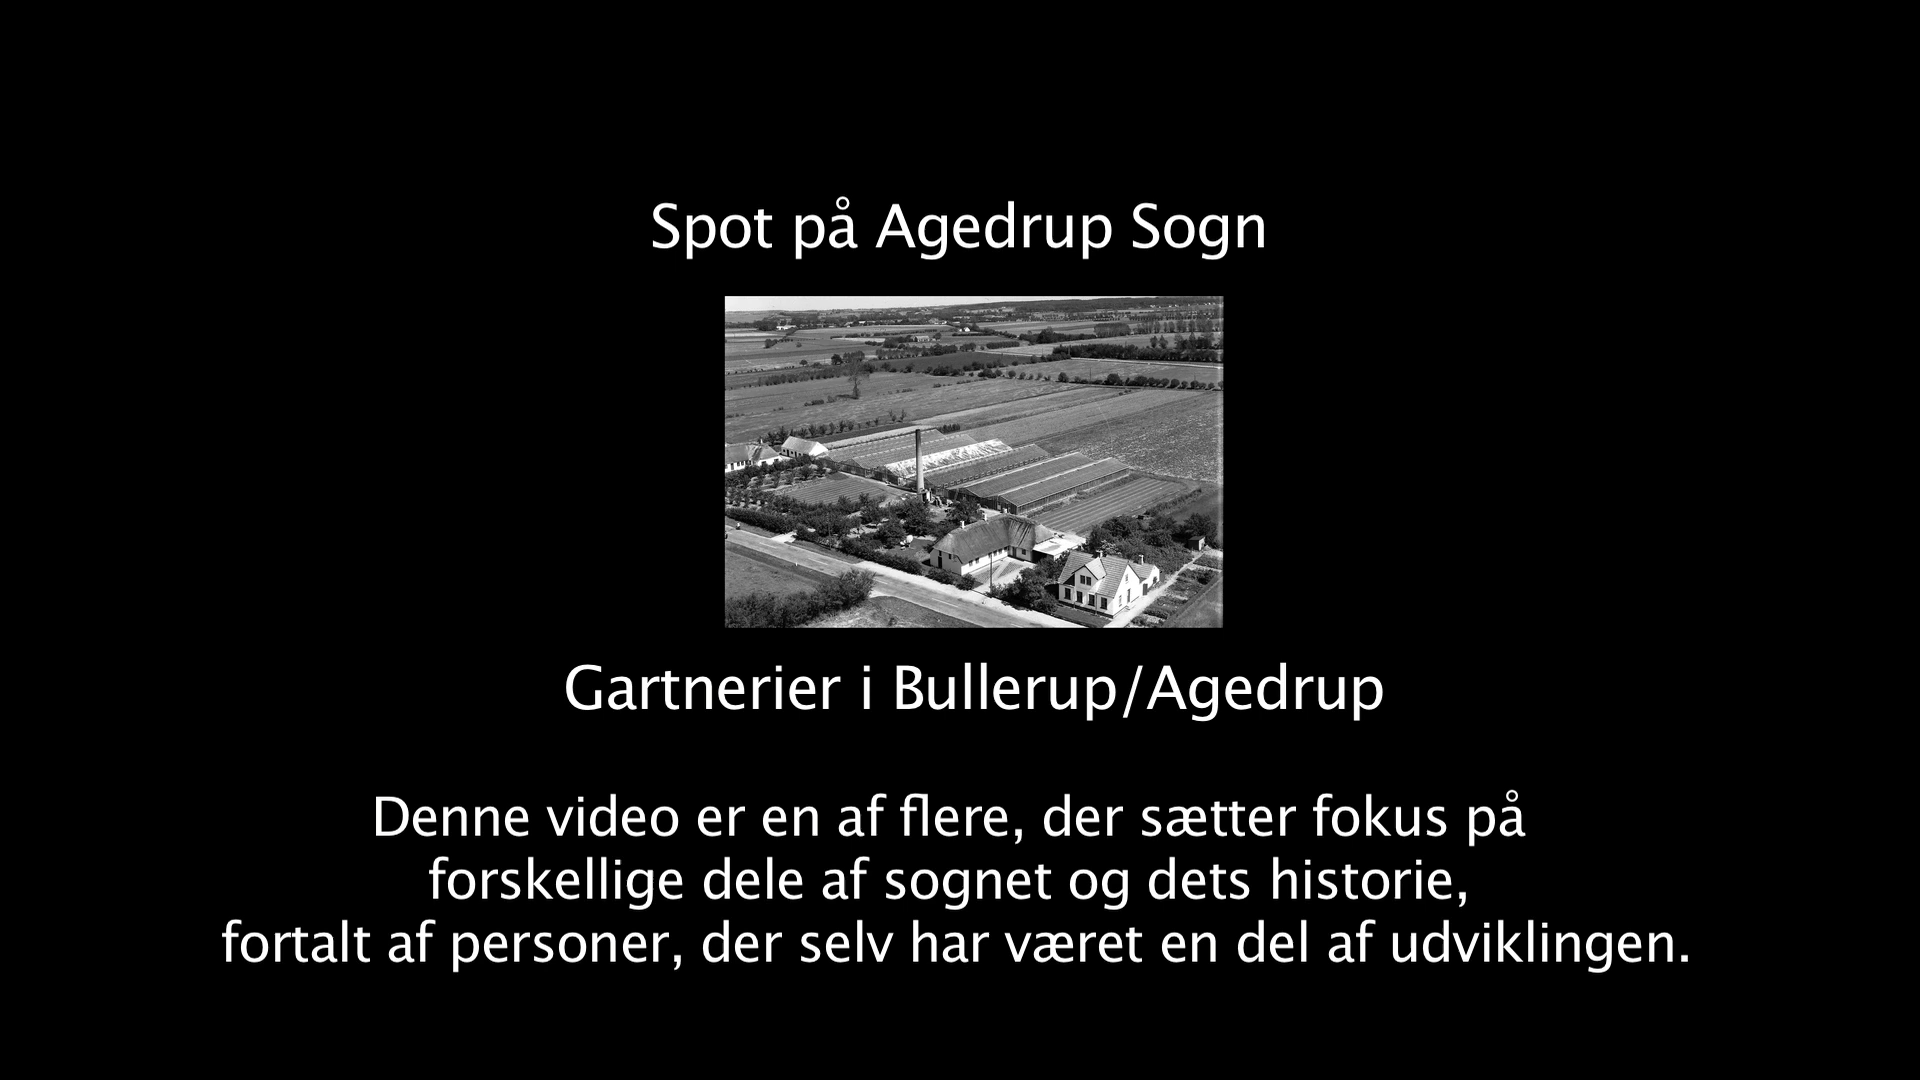 Spot på Agedrup Sogn
Gartnerier i Bullerup/Agedrup
Denne video er en af flere, der sætter fokus på
forskellige dele af sognet og dets historie,
fortalt af personer, der selv har været en del af udviklingen.